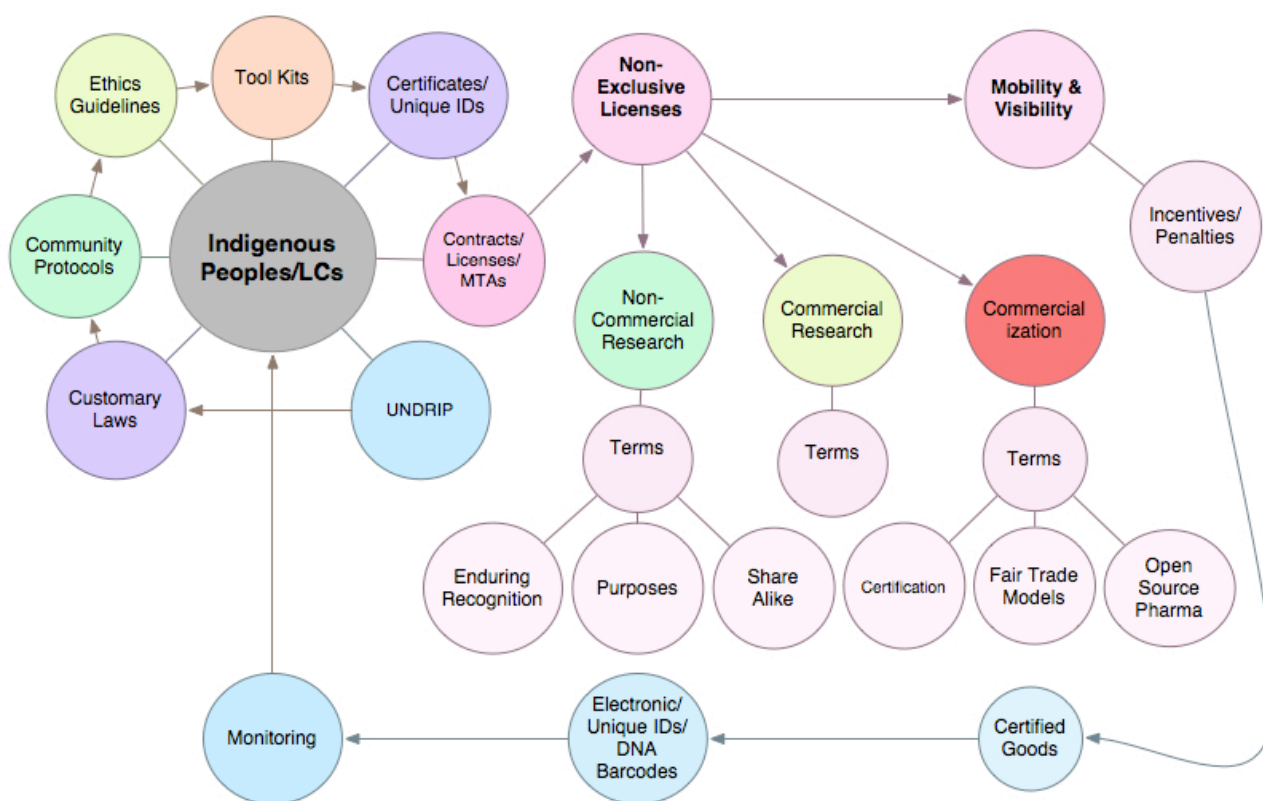 Ethics
Guidelines
Tool Kits
Certificates/
Unique IDs
Non-
Exclusive
Licenses
Mobility &
Visibility
Community
Protocols
Indigenous
Peoples/LCs
Contracts/
Licenses/
MTAs
Incentives/
Penalties
Non-
Commercial
Research
Commercial
Research
Commercial
ization
Customary
Laws
UNDRIP
Terms
Terms
Terms
Enduring
Recognition
Purposes
Share
Alike
Certification
Fair Trade
Models
Open
Source
Pharma
Monitoring
Electronic/
Unique IDs/
DNA
Barcodes
Certified
Goods